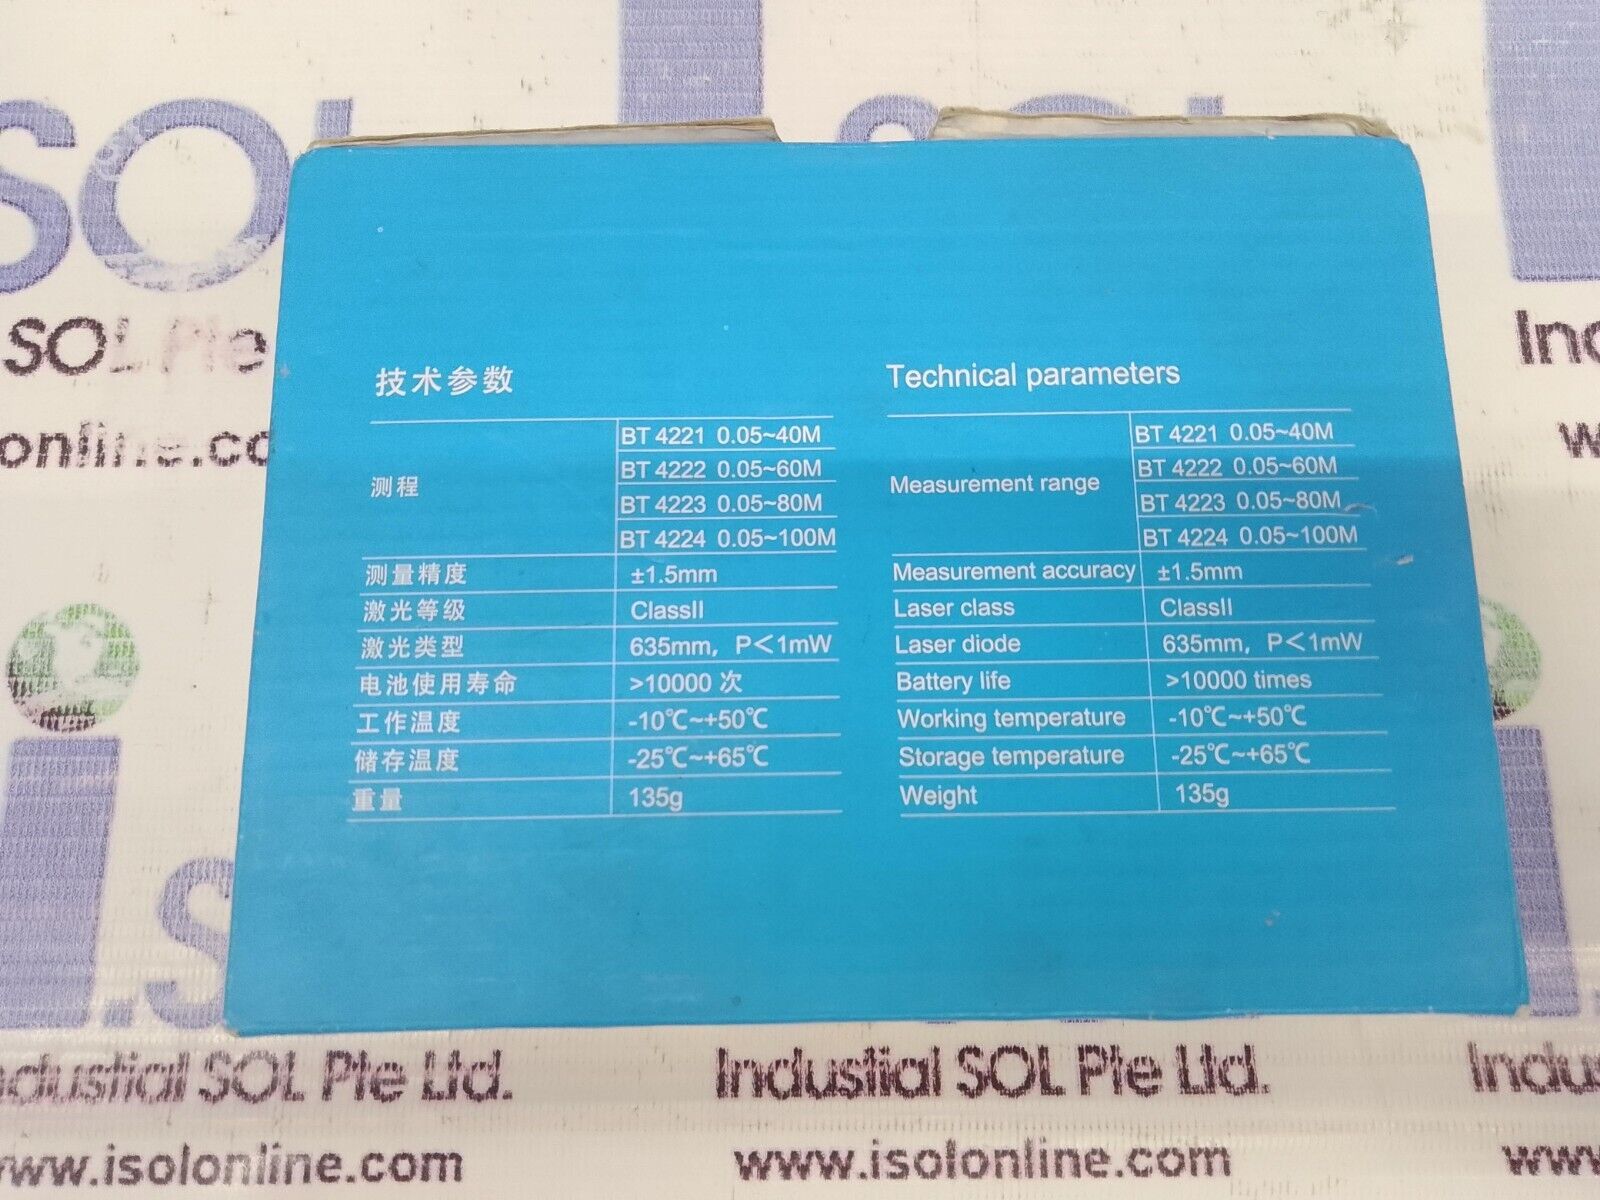 SOL Pte
online.co
技术参数
测程
BT 4221 0.05~40M
BT 4222 0.05~60M
BT 4223 0.05~80M
BT 4224 0.05~100M
测量精度 ±1.5mm
激光等级 ClassII
激光类型 635mm, P<1mW
电池使用寿命 >10000 次
工作温度 -10℃~+50℃
储存温度 -25℃~+65℃
重量 135g
Technical parameters
Measurement range
BT 4221 0.05~40M
BT 4222 0.05~60M
BT 4223 0.05~80M
BT 4224 0.05~100M
Measurement accuracy ±1.5mm
Laser class ClassII
Laser diode 635mm, P<1mW
Battery life >10000 times
Working temperature -10℃~+50℃
Storage temperature -25℃~+65℃
Weight 135g
Industial SOL Pte Ltd. Industial SOL Pte Ltd. Indus
www.isolonline.com www.isolonline.com www